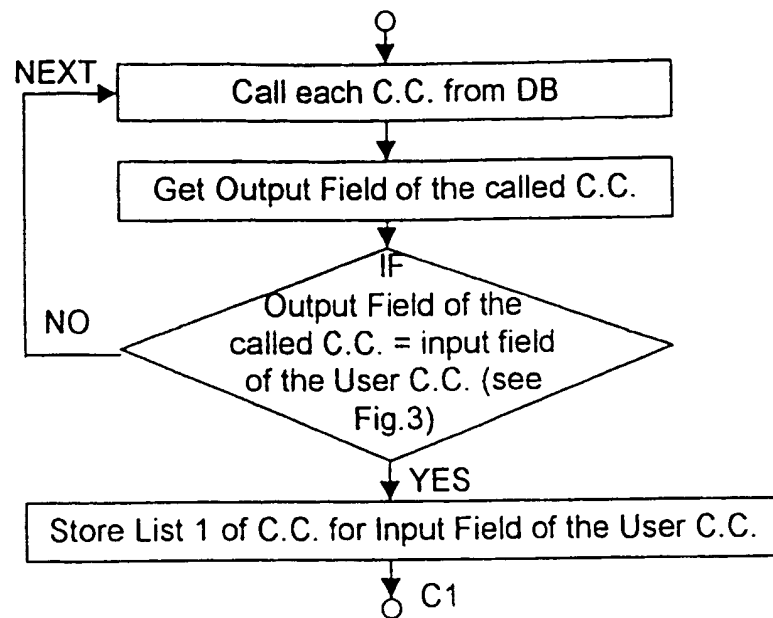 NEXT
Call each C.C. from DB
Get Output Field of the called C.C.
IF
Output Field of the
called C.C. = input field
of the User C.C. (see
Fig.3)
NO
YES
Store List 1 of C.C. for Input Field of the User C.C.
C1